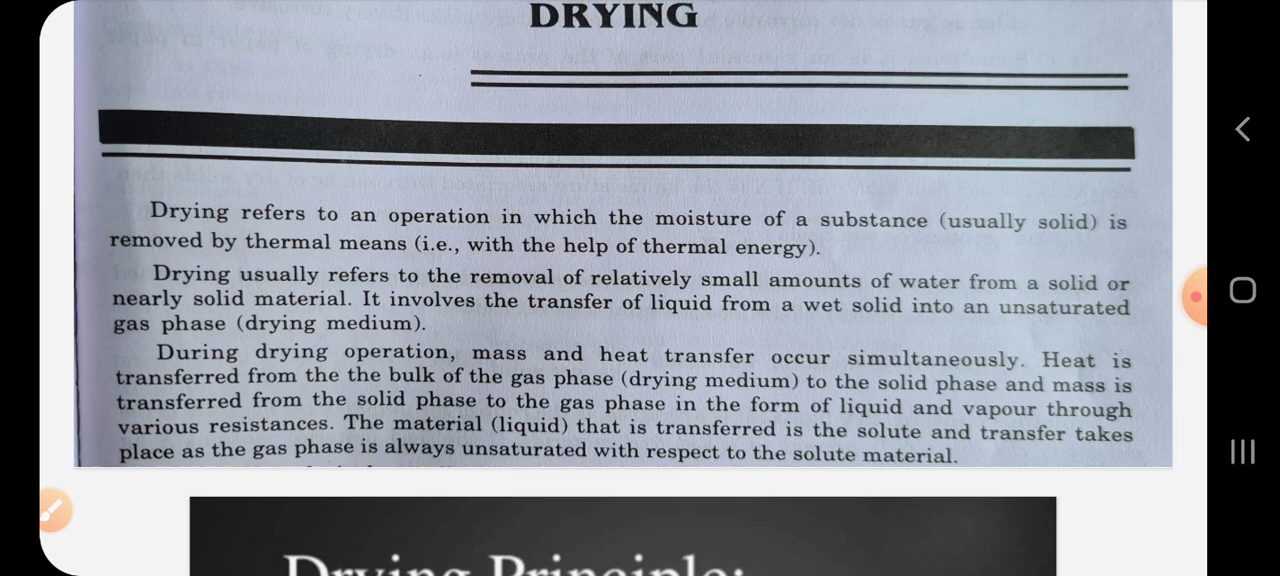 DRYING
Drying refers to an operation in which the moisture of a substance (usually solid) is
removed by thermal means (i.e., with the help of thermal energy).
Drying usually refers to the removal of relatively small amounts of water from a solid or
nearly solid material. It involves the transfer of liquid from a wet solid into an unsaturated
gas phase (drying medium).
During drying operation, mass and heat transfer occur simultaneously. Heat is
transferred from the the bulk of the gas phase (drying medium) to the solid phase and mass is
transferred from the solid phase to the gas phase in the form of liquid and vapour through
various resistances. The material (liquid) that is transferred is the solute and transfer takes
place as the gas phase is always unsaturated with respect to the solute material.
Drying Principle: